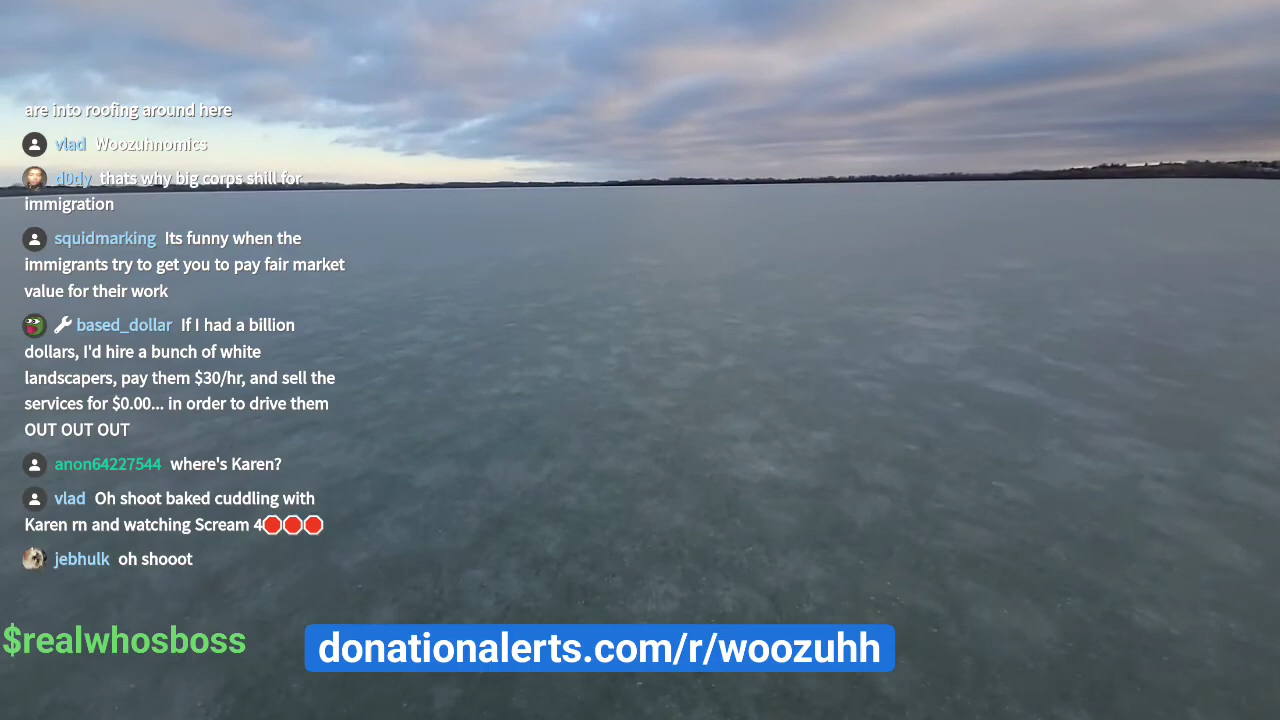 are into roofing around here
vlad Woozuhnomics
d0dy thats why big corps shill for
immigration
squidmarking Its funny when the
immigrants try to get you to pay fair market
value for their work
based_dollar If I had a billion
dollars, I'd hire a bunch of white
landscapers, pay them $30/hr, and sell the
services for $0.00... in order to drive them
OUT OUT OUT
anon64227544 where's Karen?
vlad Oh shoot baked cuddling with
Karen rn and watching Scream 4
jebhulk oh shooot
$realwhosboss
donationalerts.com/r/woozuhh